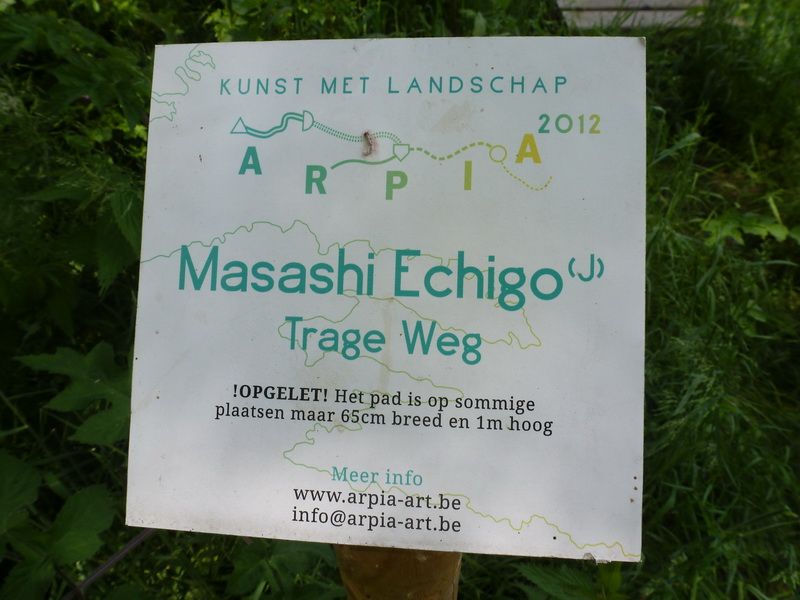 KUNST MET LANDSCHAP
2012
ARPIA
Masashi Echigo (J)
Trage Weg
!OPGELET! Het pad is op sommige
plaatsen maar 65cm breed en 1m hoog
Meer info
www.arpia-art.be
info@arpia-art.be